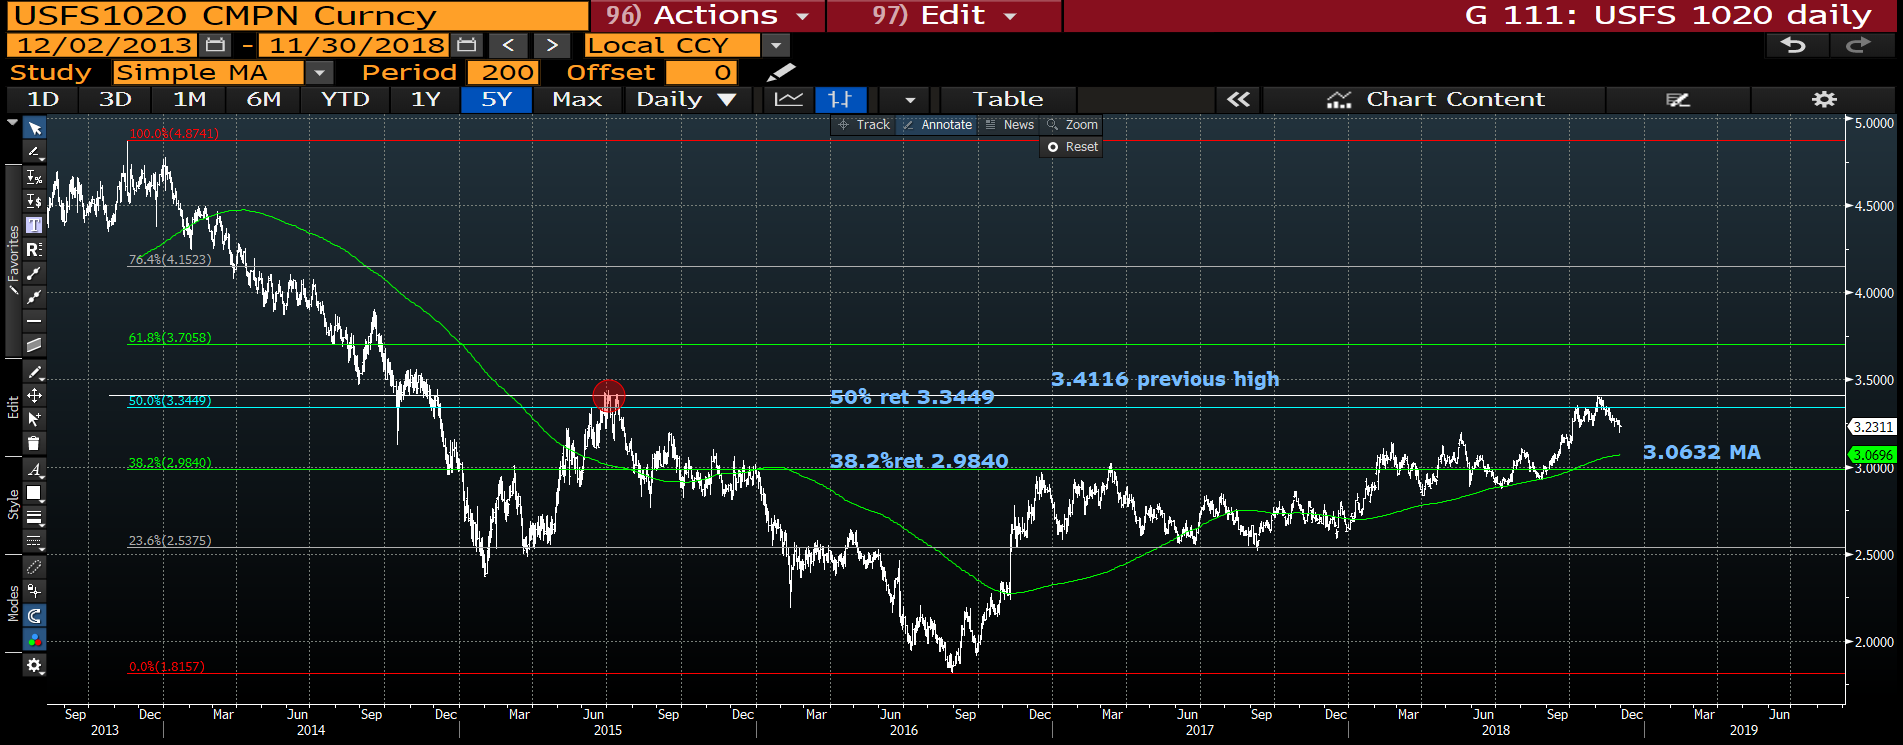 USFS1020 CMPN Curncy 96) Actions 97) Edit G 111: USFS 1020 daily
12/02/2013 - 11/30/2018 < > Local CCY
Study Simple MA Period 200 Offset 0
1D 3D 1M 6M YTD 1Y 5Y Max Daily Table « Chart Content
Track Annotate News Zoom
Reset
Favorites
Edit
Style
Modes
100.0%(4.8741)
76.4%(4.1523)
61.8%(3.7058)
50.0%(3.3449)
38.2%(2.9840)
23.6%(2.5375)
0.0%(1.8157)
3.4116 previous high
50% ret 3.3449
38.2%ret 2.9840
3.0632 MA
5.0000
4.5000
4.0000
3.5000
3.2311
3.0696
3.0000
2.5000
2.0000
Sep Dec Mar Jun Sep Dec Mar Jun Sep Dec Mar Jun Sep Dec Mar Jun Sep Dec Mar Jun Sep Dec Mar Jun
2013 2014 2015 2016 2017 2018 2019